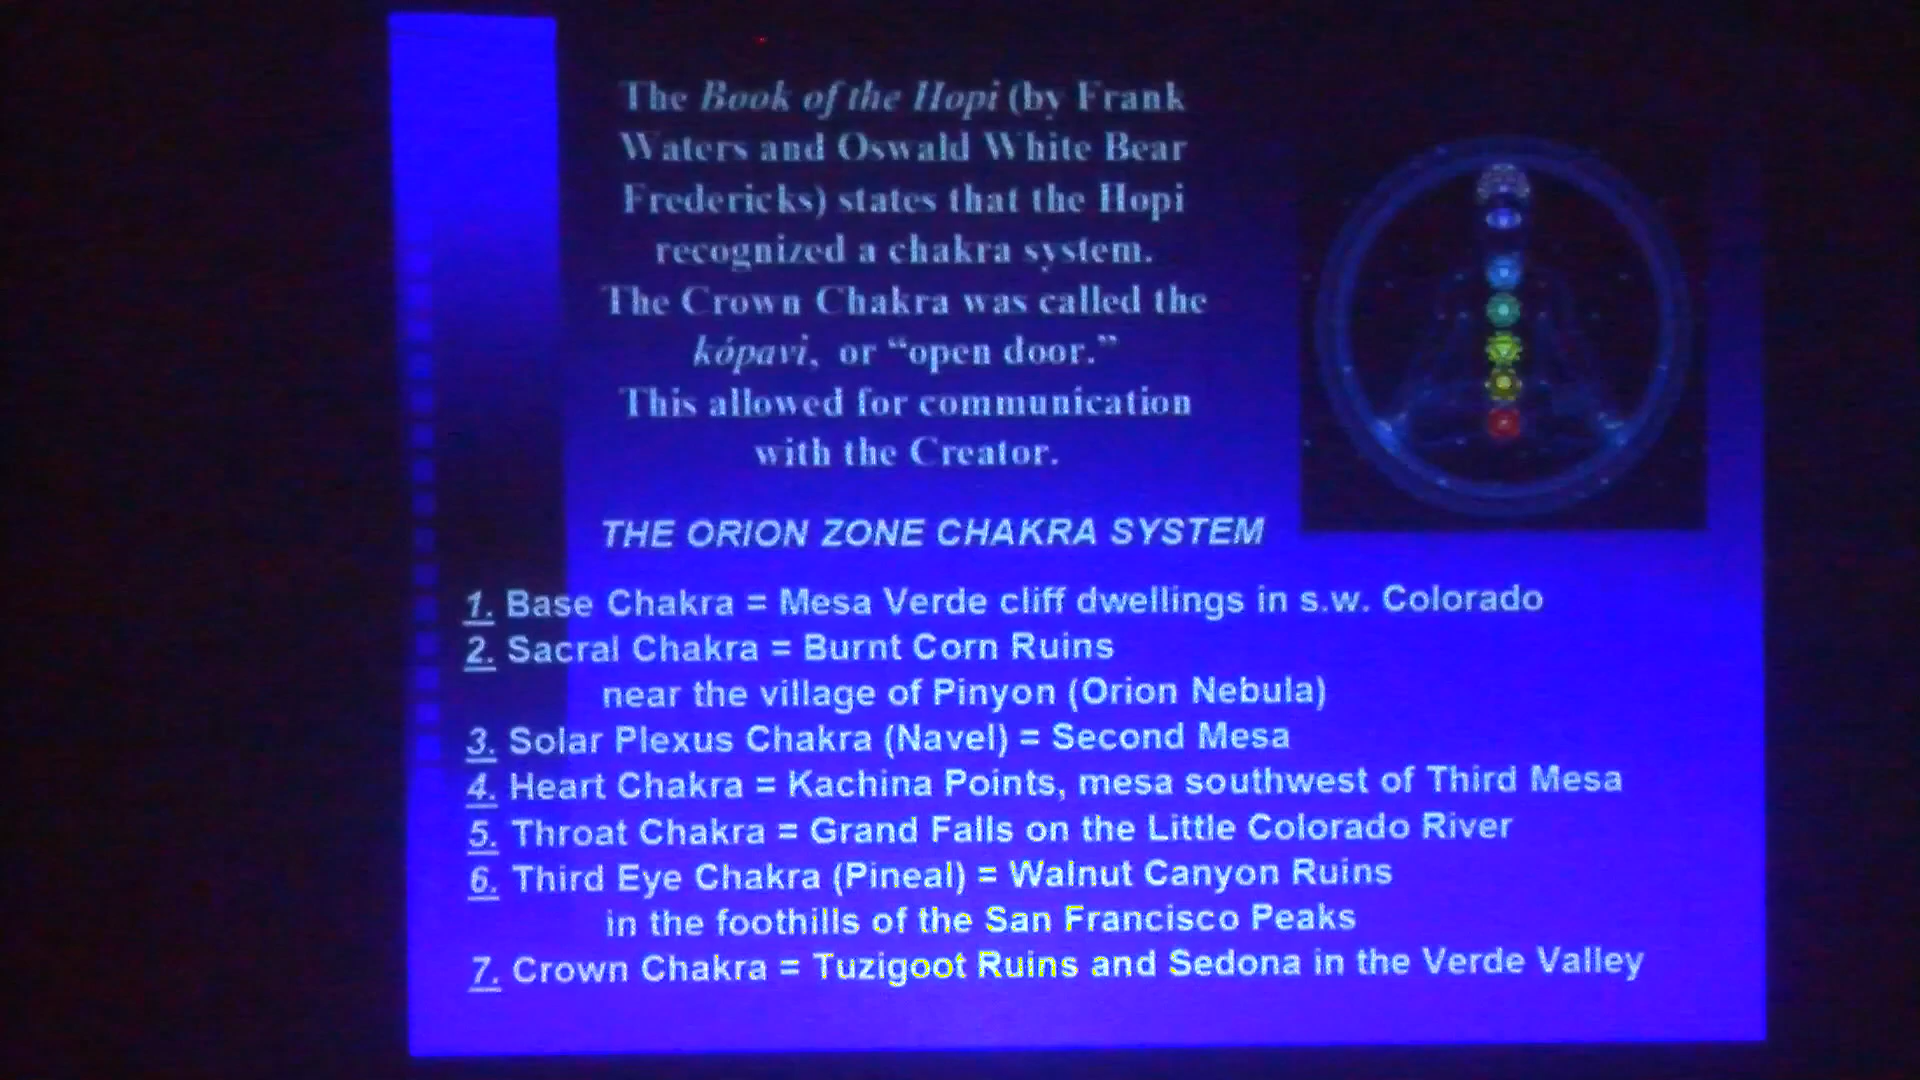 The Book of the Hopi (by Frank
Waters and Oswald White Bear
Fredericks) states that the Hopi
recognized a chakra system.
The Crown Chakra was called the
kópavi, or “open door.”
This allowed for communication
with the Creator.
THE ORION ZONE CHAKRA SYSTEM
1. Base Chakra = Mesa Verde cliff dwellings in s.w. Colorado
2. Sacral Chakra = Burnt Corn Ruins
near the village of Pinyon (Orion Nebula)
3. Solar Plexus Chakra (Navel) = Second Mesa
4. Heart Chakra = Kachina Points, mesa southwest of Third Mesa
5. Throat Chakra = Grand Falls on the Little Colorado River
6. Third Eye Chakra (Pineal) = Walnut Canyon Ruins
in the foothills of the San Francisco Peaks
7. Crown Chakra = Tuzigoot Ruins and Sedona in the Verde Valley